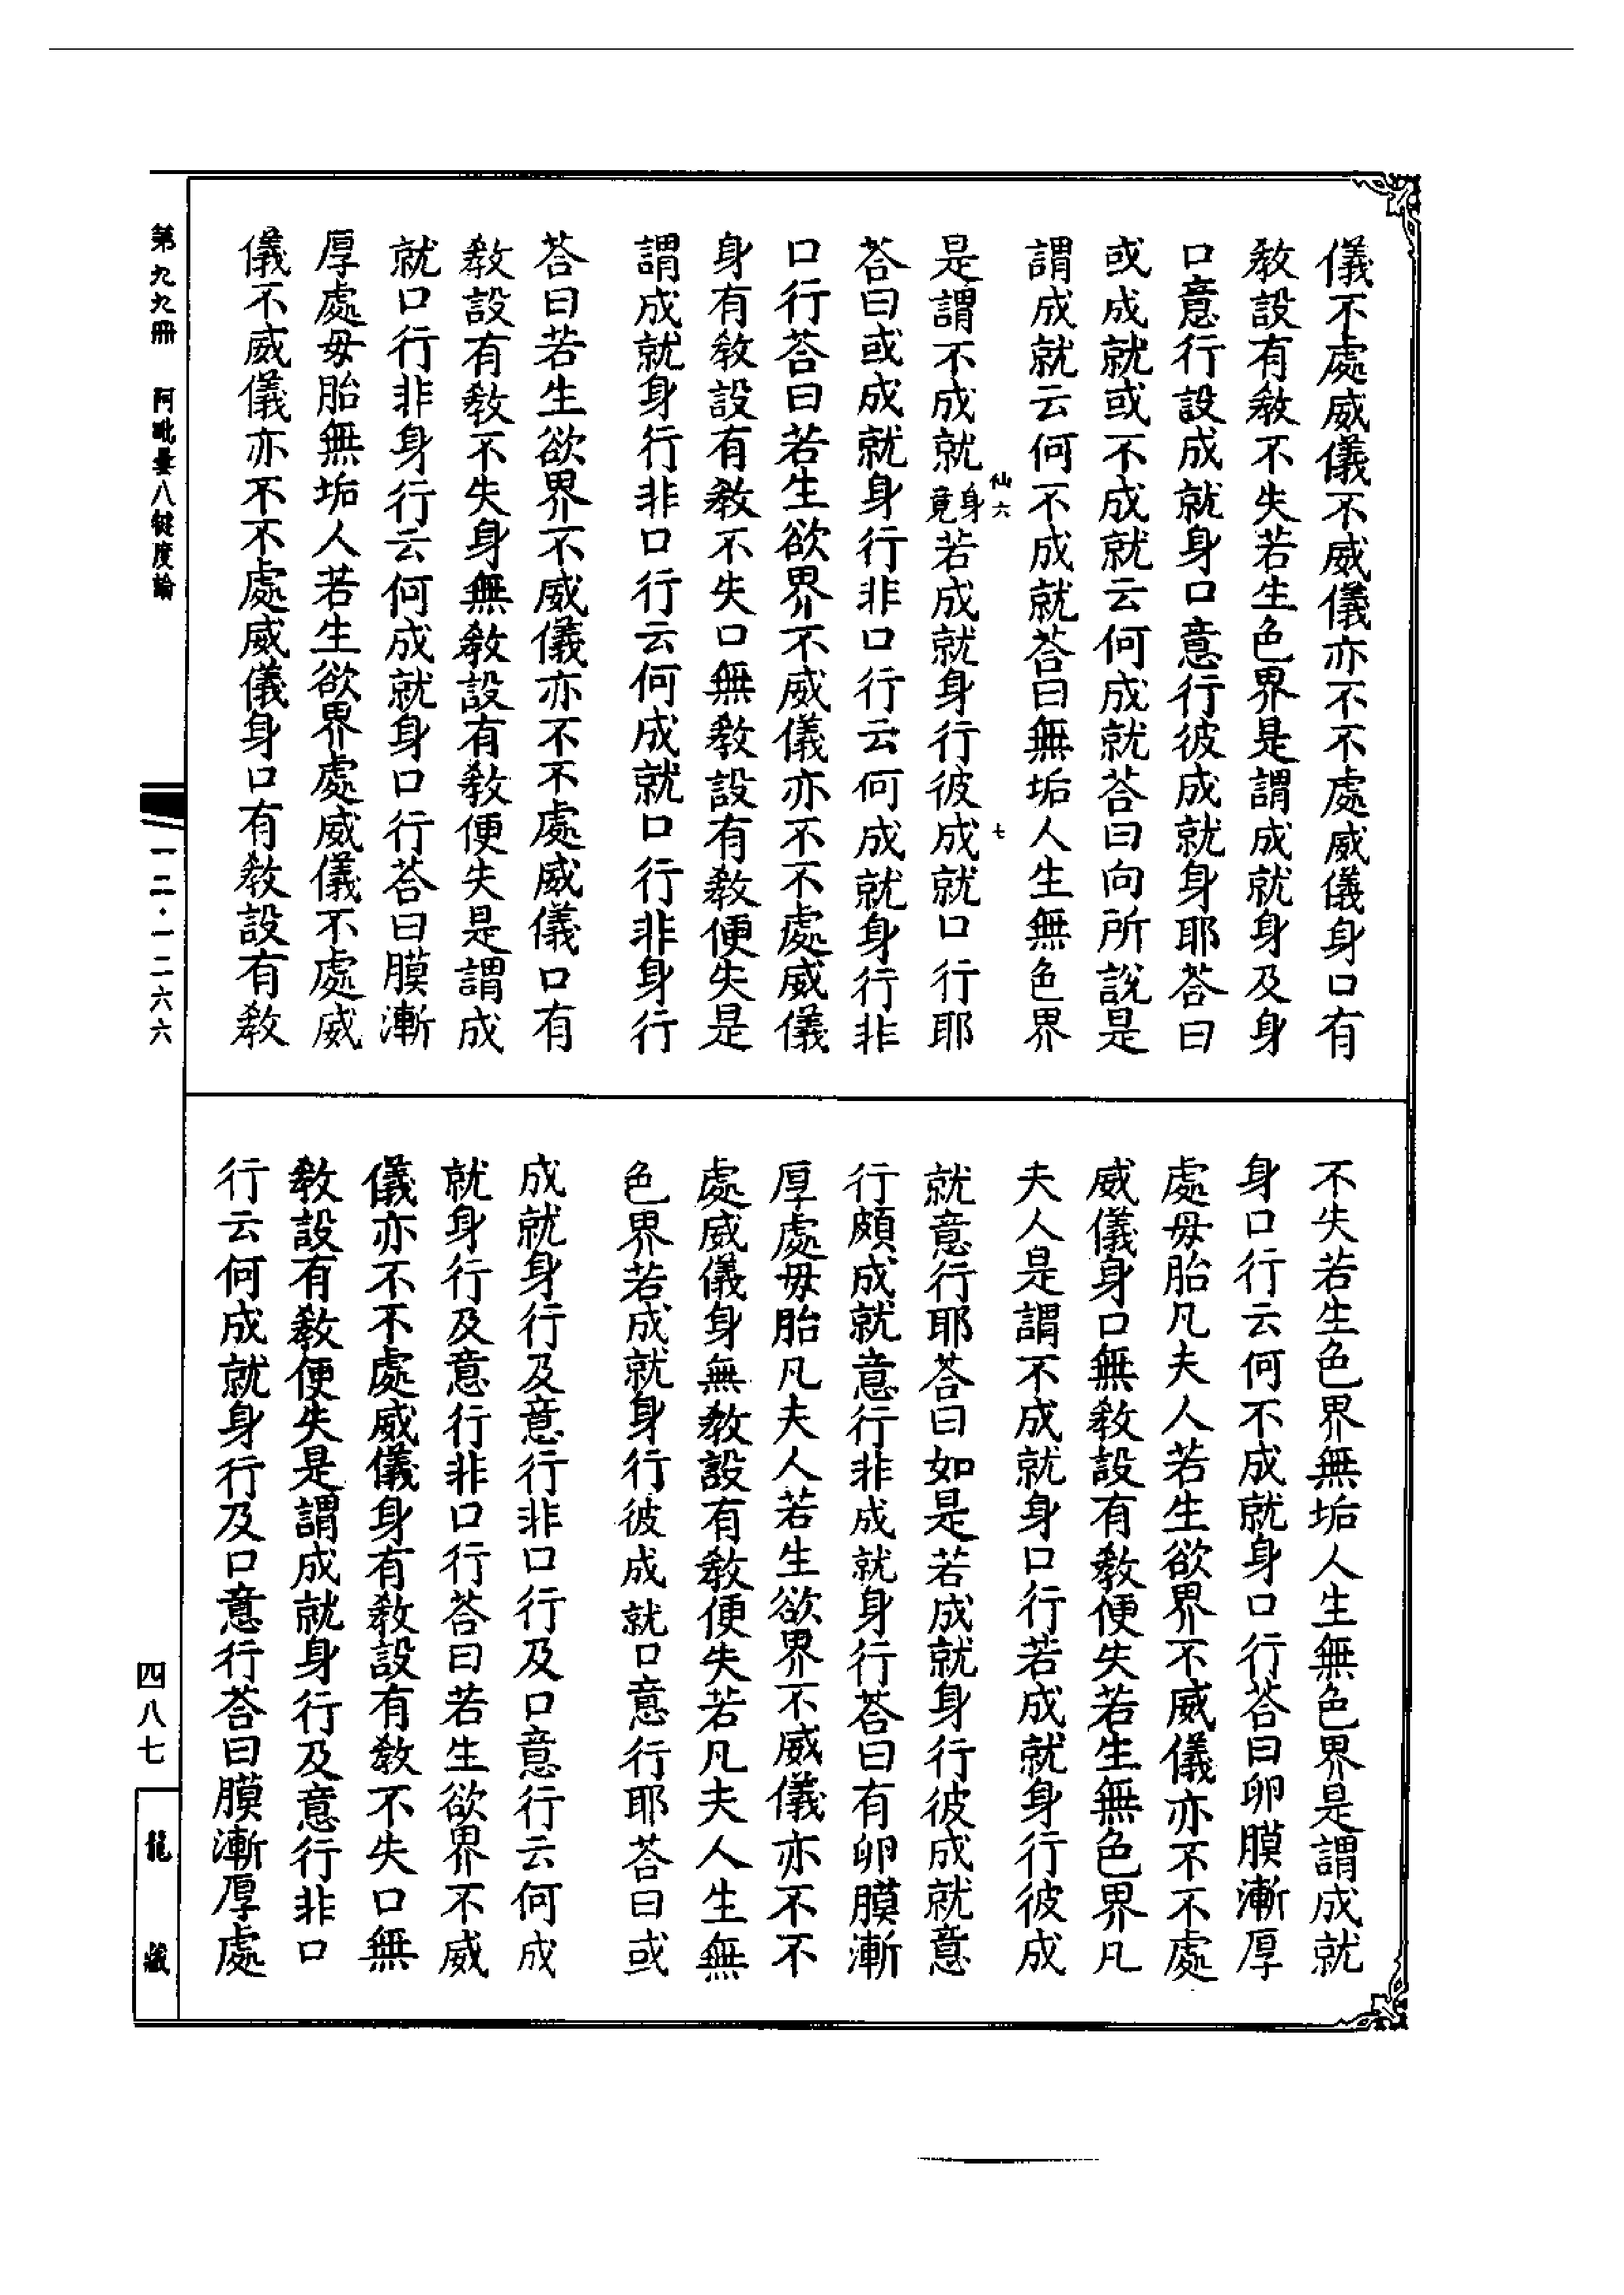 儀不處威儀不威儀亦不不處威儀身口有
教設有教不失若生色界是謂成就身及身
口意行設成就身口意行彼成就身耶荅曰
或成就或不成就云何成就荅曰向所說是
謂成就云何不成就荅曰無垢人生無色界
仙六
七
是謂不成就身竟若成就身行彼成就口行耶
荅曰或成就身行非口行云何成就身行非
口行荅曰若生欲界不威儀亦不不處威儀
身有教設有教不失口無教設有教便失是
謂成就身行非口行云何成就口行非身行
荅曰若生欲界不威儀亦不不處威儀口有
教設有教不失身無教設有教便失是謂成
就口行非身行云何成就身口行荅曰膜漸
厚處母胎無垢人若生欲界處威儀不處威
儀不威儀亦不不處威儀身口有教設有教
不失若生色界無垢人生無色界是謂成就
身口行云何不成就身口行荅曰卵膜漸厚
處母胎凡夫人若生欲界不威儀亦不不處
威儀身口無教設有教便失若生無色界凡
夫人是謂不成就身口行若成就身行彼成
就意行耶荅曰如是若成就身行彼成就意
行頗成就意行非成就身行荅曰有卵膜漸
厚處母胎凡夫人若生欲界不威儀亦不不
處威儀身無教設有教便失若凡夫人生無
色界若成就身行彼成就口意行耶荅曰或
成就身行及意行非口行及口意行云何成
就身行及意行非口行荅曰若生欲界不威
儀亦不不處威儀身有教設有教不失口無
教設有教便失是謂成就身行及意行非口
行云何成就身行及口意行荅曰膜漸厚處
第九九冊 阿毗曇八犍度論
一二·一二六六
四八七
龍藏